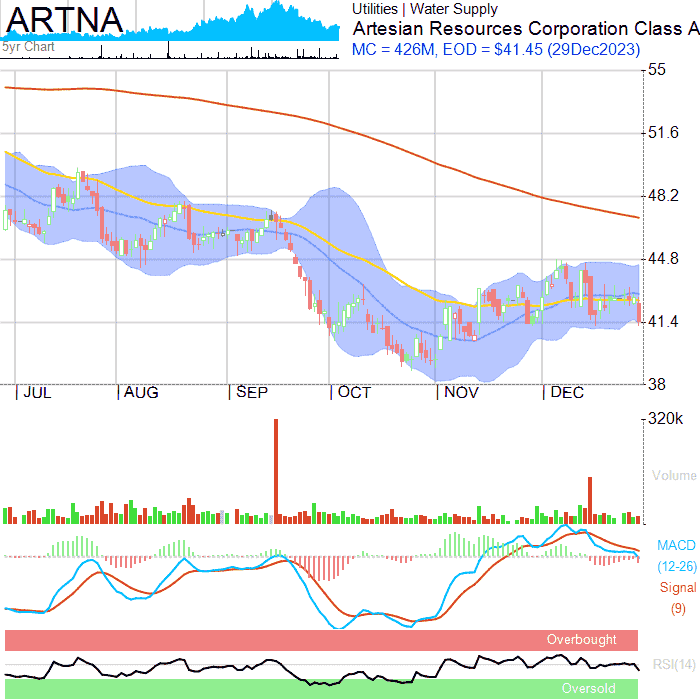 ARTNA
5yr Chart
Utilities | Water Supply
Artesian Resources Corporation Class A
MC = 426M, EOD = $41.45 (29Dec2023)
55
51.6
48.2
44.8
41.4
38
JUL AUG SEP OCT NOV DEC
320k
Volume
MACD
(12-26)
Signal
(9)
Overbought
RSI(14)
Oversold